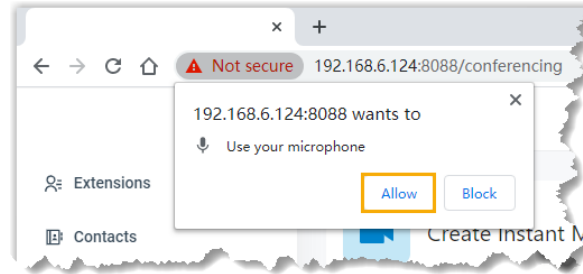 Not secure 192.168.6.124:8088/conferencing
192.168.6.124:8088 wants to
Use your microphone
Allow Block
Extensions
Contacts
Create Instant